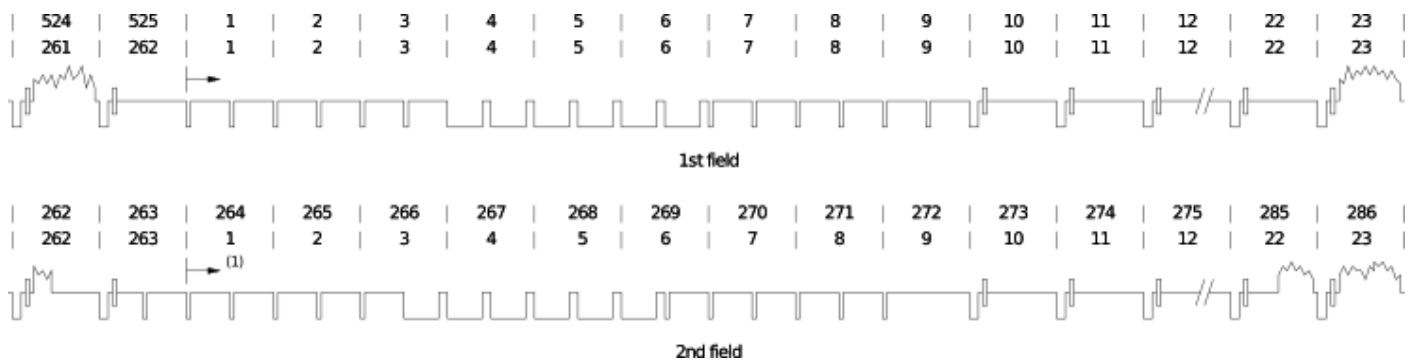 524 525 1 2 3 4 5 6 7 8 9 10 11 12 22 23
261 262 1 2 3 4 5 6 7 8 9 10 11 12 22 23
1st field
262 263 264 265 266 267 268 269 270 271 272 273 274 275 285 286
262 263 1 2 3 4 5 6 7 8 9 10 11 12 22 23
(1)
2nd field